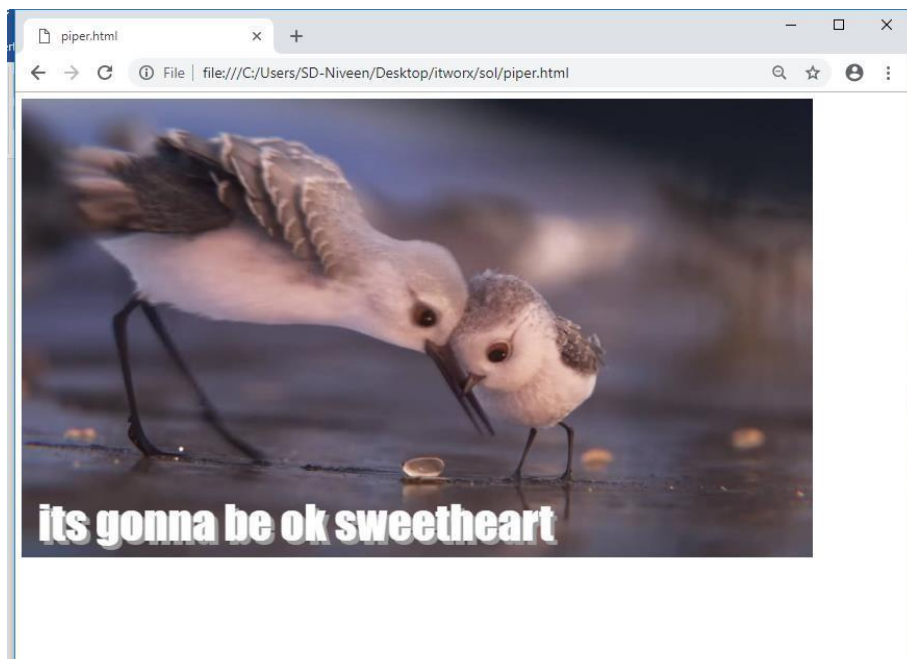 piper.html
File file:///C:/Users/SD-Niveen/Desktop/itworx/sol/piper.html
its gonna be ok sweetheart